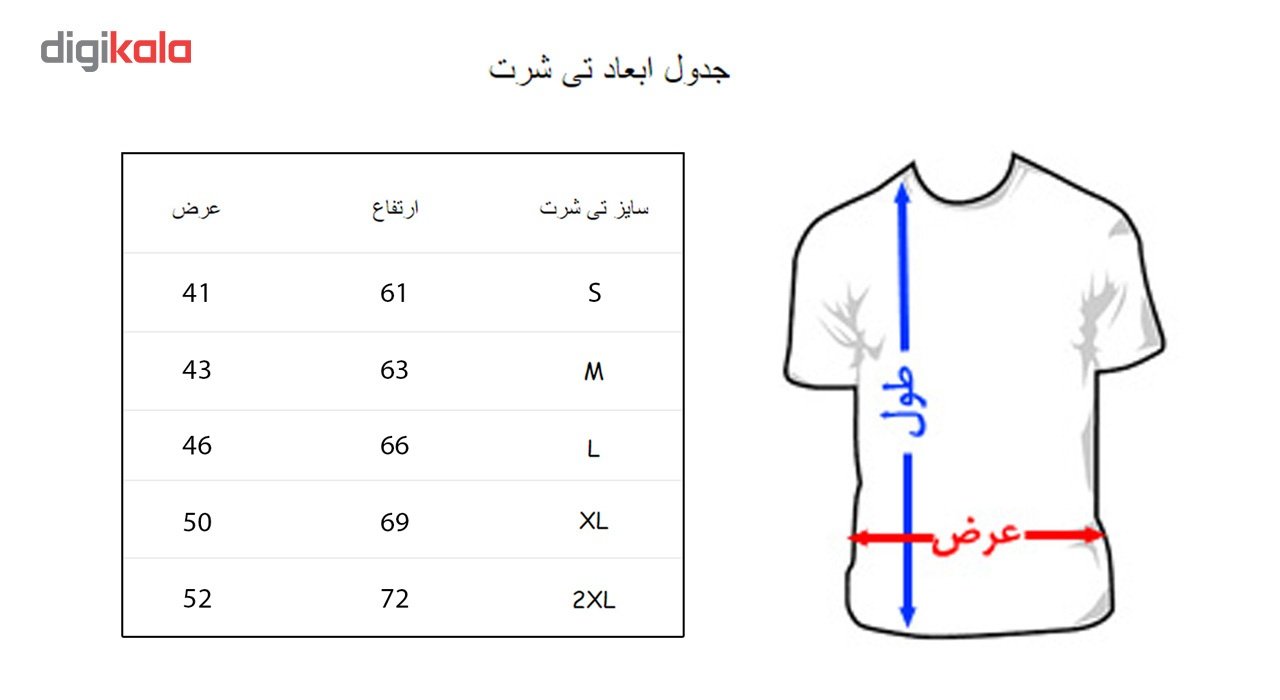 digikala
جدول ابعاد تی شرت
سایز تی شرت ارتفاع عرض
S 61 41
M 63 43
L 66 46
XL 69 50
2XL 72 52
طول
عرض